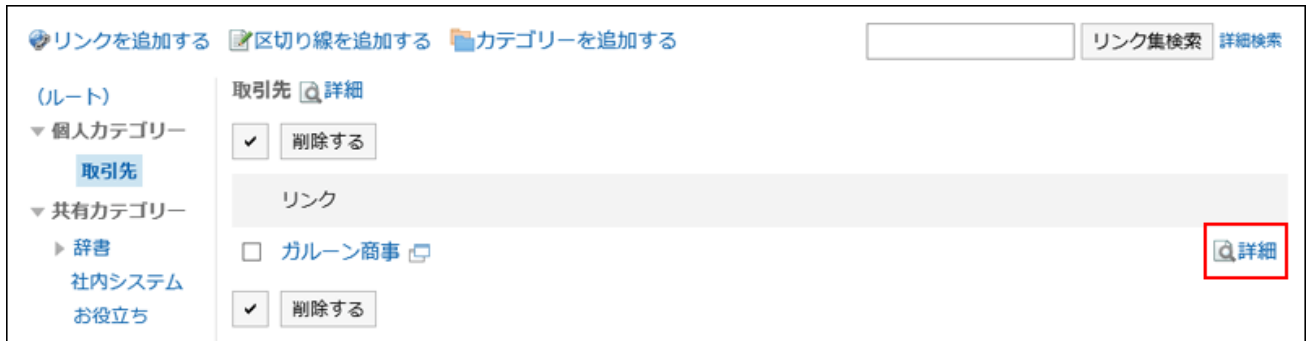 リンクを追加する 区切り線を追加する カテゴリーを追加する リンク集検索 詳細検索
(ルート)
個人カテゴリー
取引先
共有カテゴリー
辞書
社内システム
お役立ち
取引先 詳細
削除する
リンク
ガルーン商事 詳細
削除する